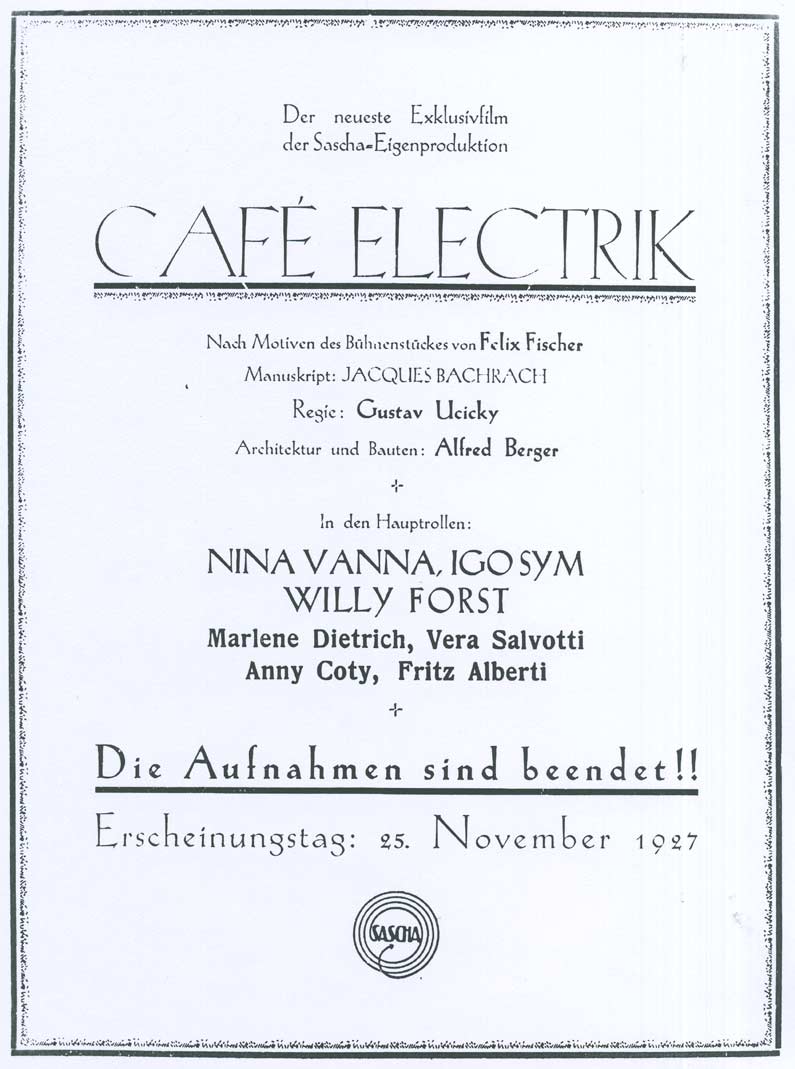 Der neueste Exklusivfilm
der Sascha=Eigenproduktion
CAFÉ ELECTRIK
Nach Motiven des Bühnenstückes von Felix Fischer
Manuskript: JACQUES BACHRACH
Regie: Gustav Ucicky
Architektur und Bauten: Alfred Berger
In den Hauptrollen:
NINA VANNA, IGO SYM
WILLY FORST
Marlene Dietrich, Vera Salvotti
Anny Coty, Fritz Alberti
Die Aufnahmen sind beendet!!
Erscheinungstag: 25. November 1927
SASCHA